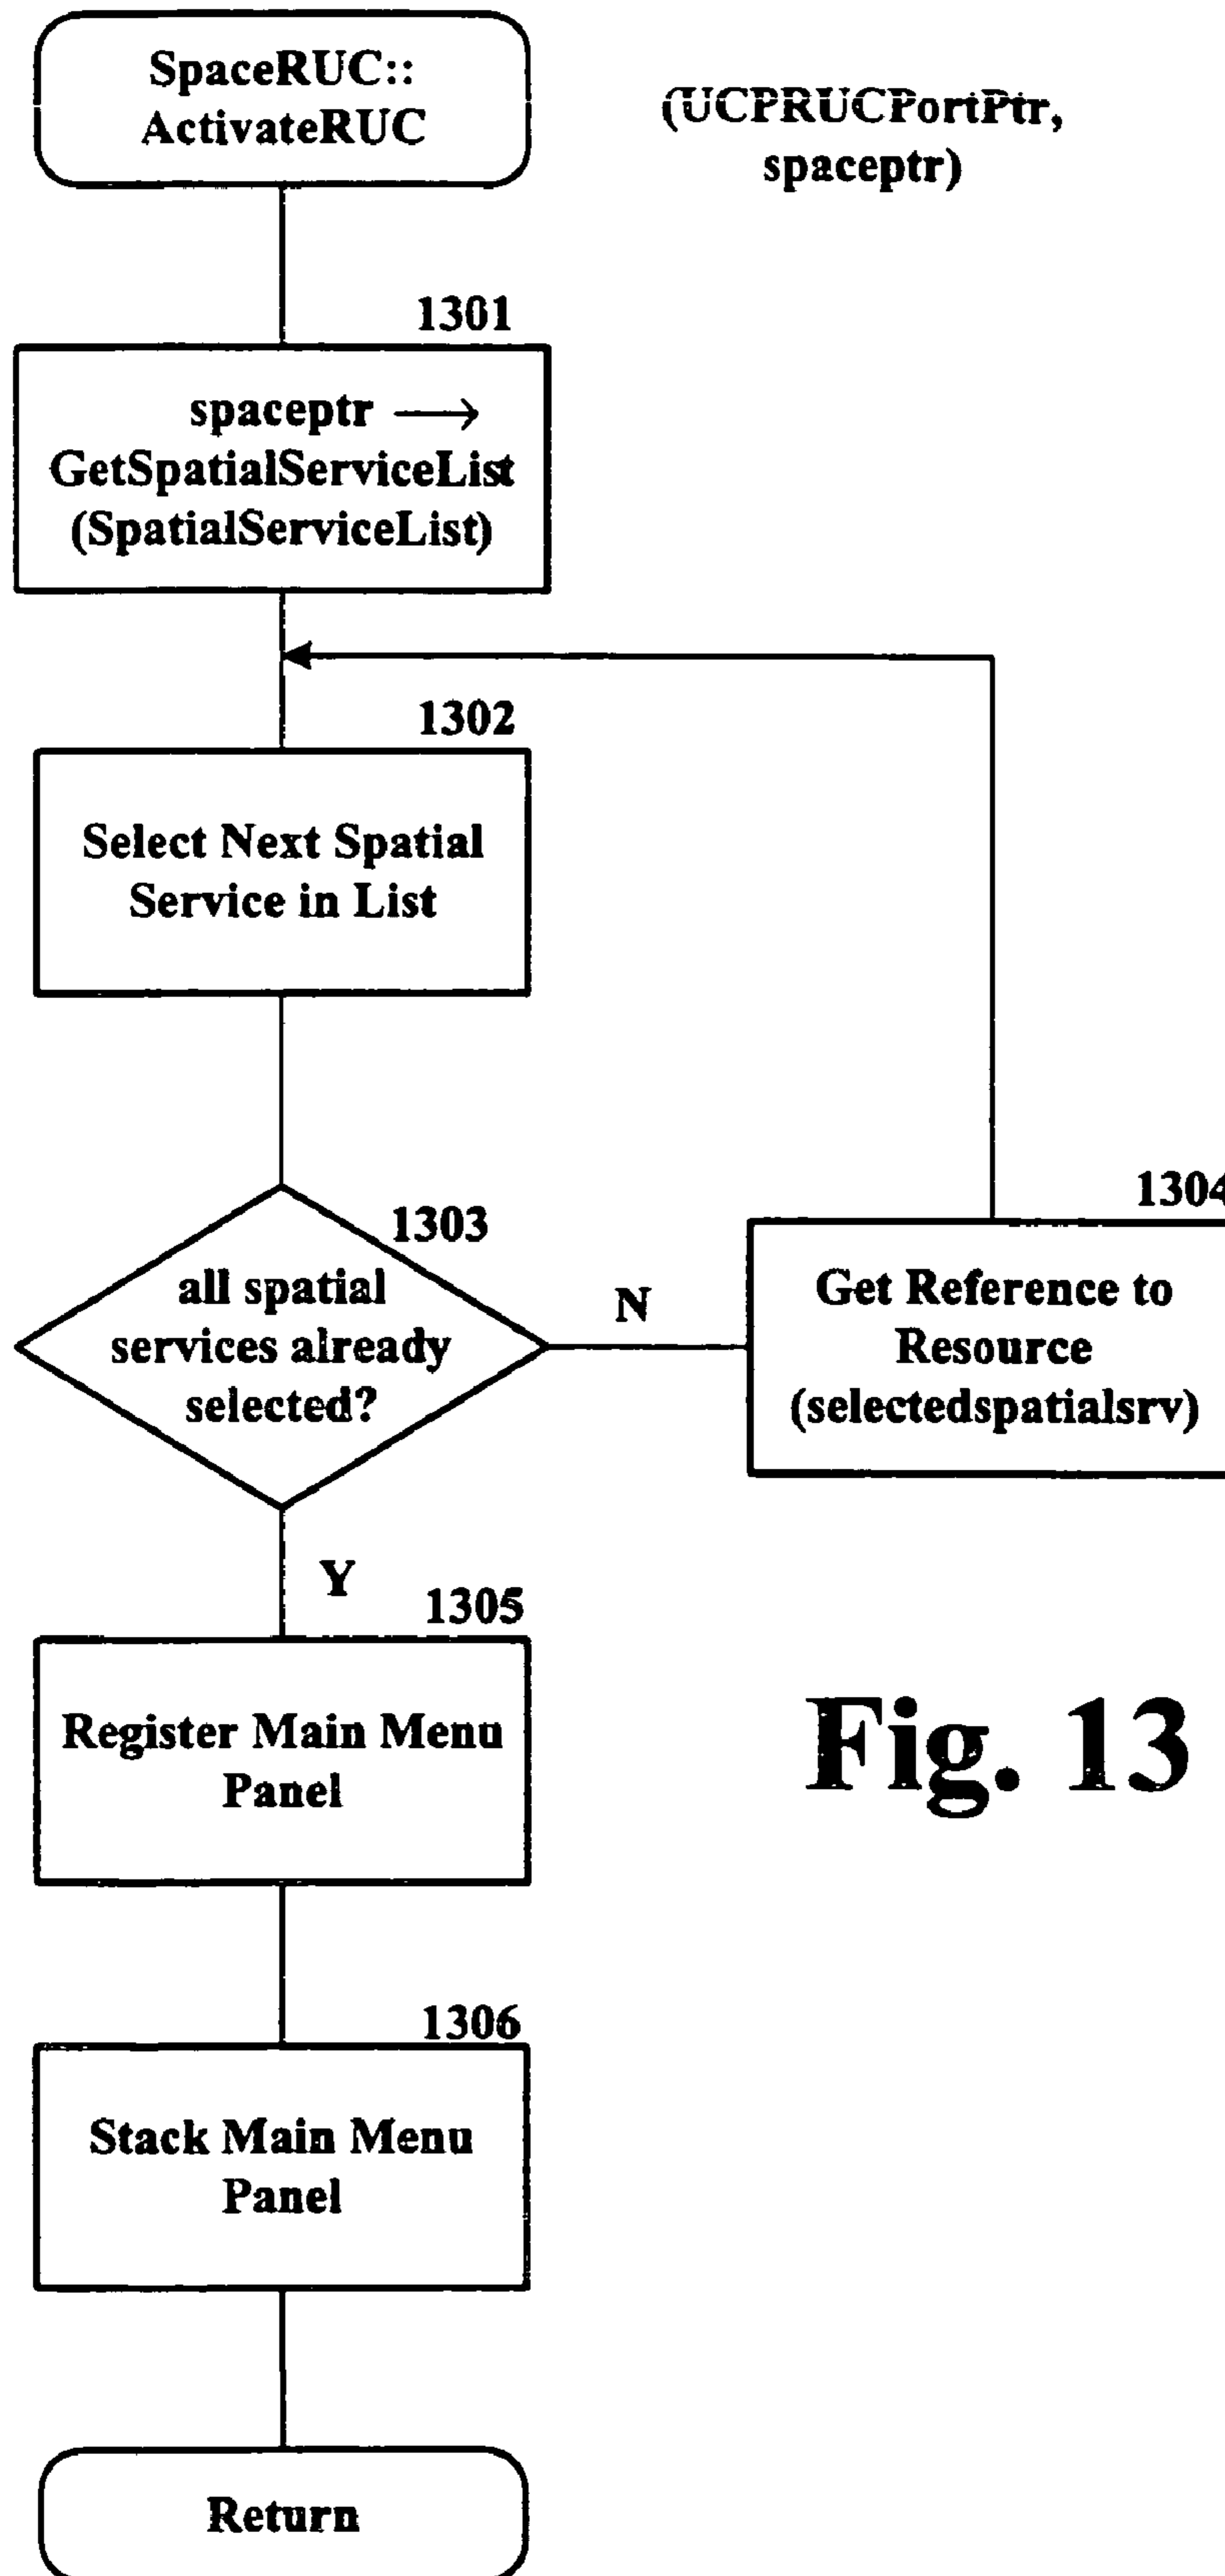 SpaceRUC::
ActivateRUC
(UCPRUCPortPtr,
spaceptr)
1301
spaceptr →
GetSpatialServiceList
(SpatialServiceList)
1302
Select Next Spatial
Service in List
1303
all spatial
services already
selected?
N
1304
Get Reference to
Resource
(selectedspatialsrv)
Y
1305
Register Main Menu
Panel
Fig. 13
1306
Stack Main Menu
Panel
Return